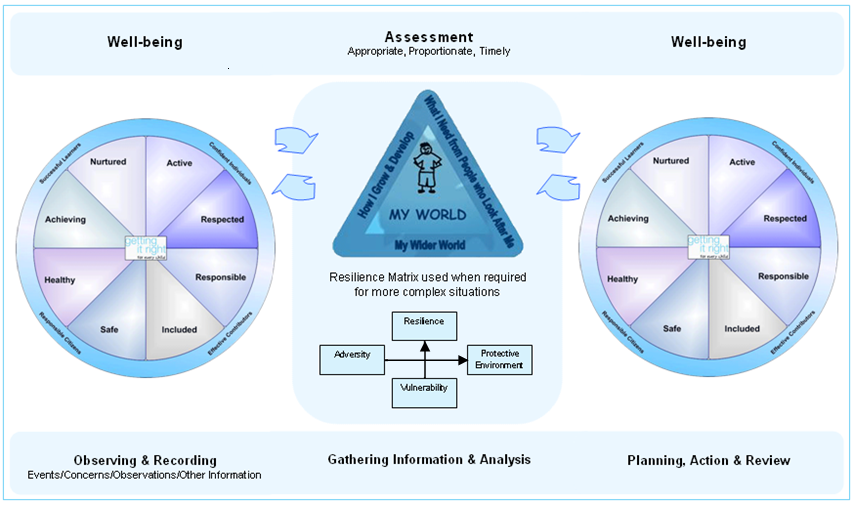 Well-being
Assessment
Appropriate, Proportionate, Timely
Well-being
Successful Learners
Confident Individuals
Nurtured
Active
Achieving
Respected
getting
it right
for every child
Healthy
Responsible
Safe
Included
Responsible Citizens
Effective Contributors
How I Grow & Develop
What I Need from People who Look After Me
MY WORLD
My Wider World
Resilience Matrix used when required
for more complex situations
Resilience
Adversity
Protective
Environment
Vulnerability
Successful Learners
Confident Individuals
Nurtured
Active
Achieving
Respected
getting
it right
for every child
Healthy
Responsible
Safe
Included
Responsible Citizens
Effective Contributors
Observing & Recording
Events/Concerns/Observations/Other Information
Gathering Information & Analysis
Planning, Action & Review